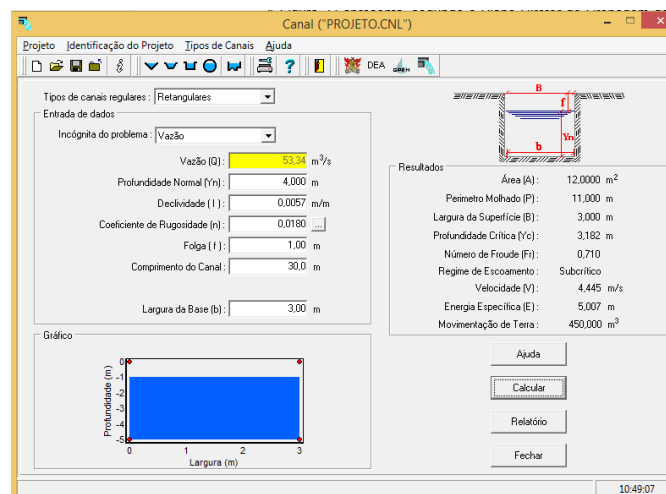 Canal ("PROJETO.CNL")
Projeto Identificação do Projeto Tipos de Canais Ajuda
DEA
GPRH
Tipos de canais regulares : Retangulares
Entrada de dados
Incógnita do problema : Vazão
Vazão (Q) : 53,34 m³/s
Profundidade Normal (Yn) : 4,000 m
Declividade ( I ) : 0,0057 m/m
Coeficiente de Rugosidade (n) : 0,0180 ...
Folga ( f ) : 1,00 m
Comprimento do Canal : 30,0 m
Largura da Base (b) : 3,00 m
B
f
Yn
b
Resultados
Área (A) : 12,0000 m²
Perimetro Molhado (P) : 11,000 m
Largura da Superfície (B) : 3,000 m
Profundidade Crítica (Yc) : 3,182 m
Número de Froude (Fr) : 0,710
Regime de Escoamento : Subcrítico
Velocidade (V) : 4,445 m/s
Energia Específica (E) : 5,007 m
Movimentação de Terra : 450,000 m³
Gráfico
Profundidade (m)
0
-1
-2
-3
-4
-5
0 1 2 3
Largura (m)
Ajuda
Calcular
Relatório
Fechar
10:49:07